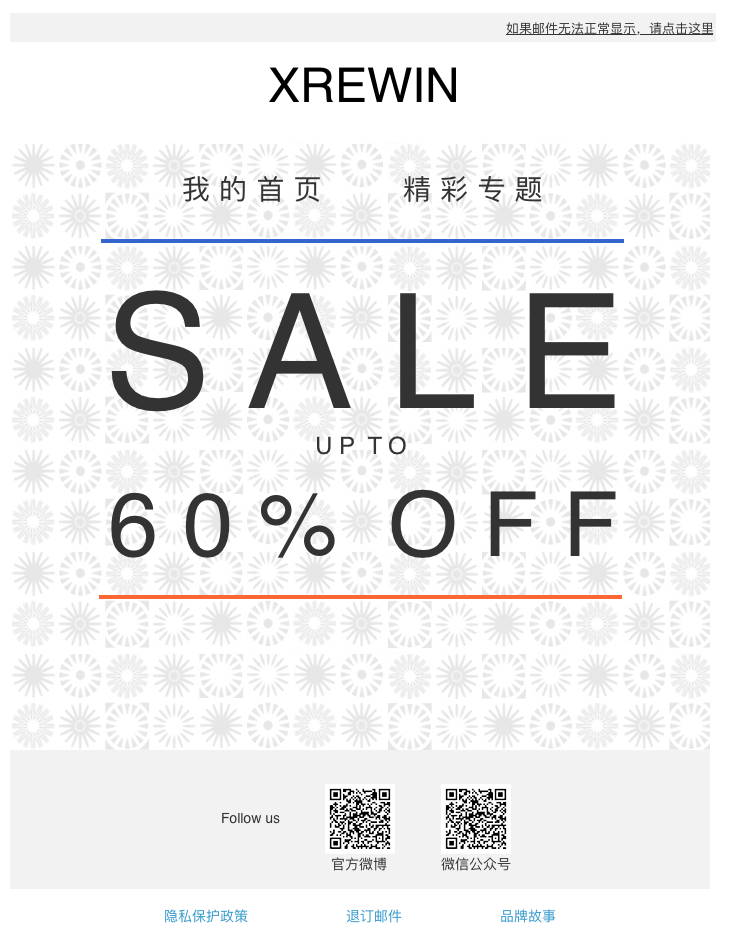 如果邮件无法正常显示，请点击这里
XREWIN
我的首页 精彩专题
SALE
UP TO
60% OFF
Follow us
官方微博 微信公众号
隐私保护政策 退订邮件 品牌故事